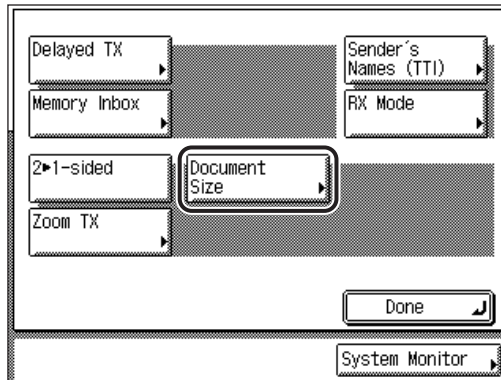 Delayed TX
Sender´s
Names (TTI)
Memory Inbox
RX Mode
2▶1-sided
Document
Size
Zoom TX
Done
System Monitor